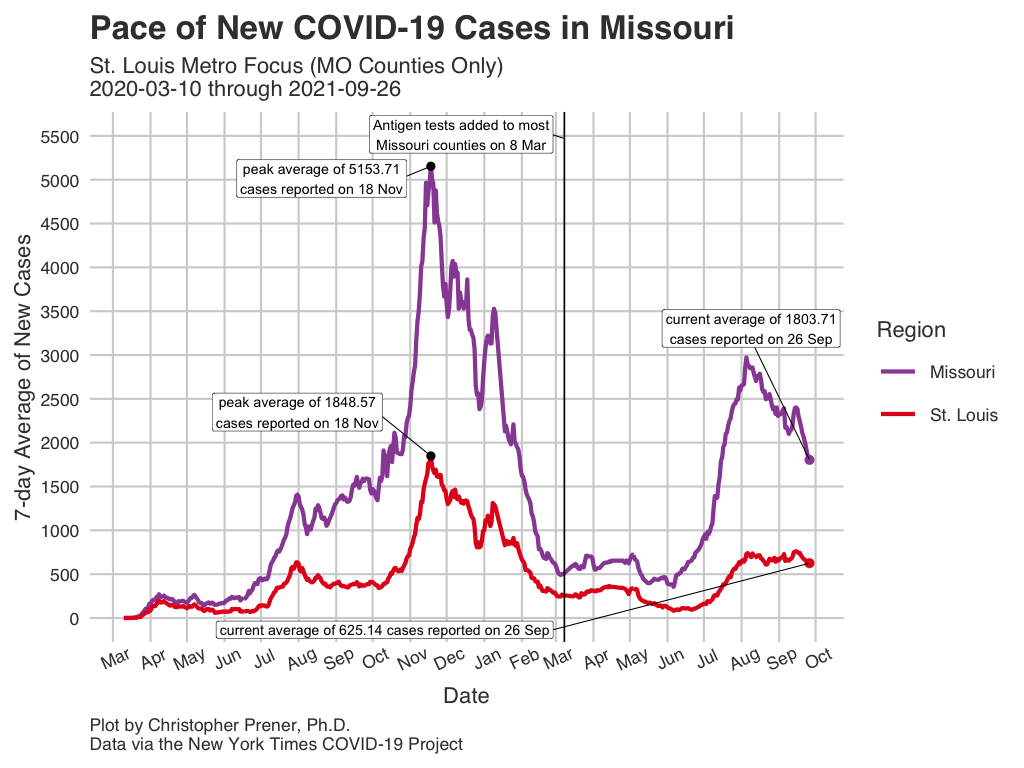 Pace of New COVID-19 Cases in Missouri
St. Louis Metro Focus (MO Counties Only)
2020-03-10 through 2021-09-26
7-day Average of New Cases
5500
5000
4500
4000
3500
3000
2500
2000
1500
1000
500
0
Antigen tests added to most
Missouri counties on 8 Mar
peak average of 5153.71
cases reported on 18 Nov
current average of 1803.71
cases reported on 26 Sep
peak average of 1848.57
cases reported on 18 Nov
current average of 625.14 cases reported on 26 Sep
Mar Apr May Jun Jul Aug Sep Oct Nov Dec Jan Feb Mar Apr May Jun Jul Aug Sep Oct
Date
Region
Missouri
St. Louis
Plot by Christopher Prener, Ph.D.
Data via the New York Times COVID-19 Project